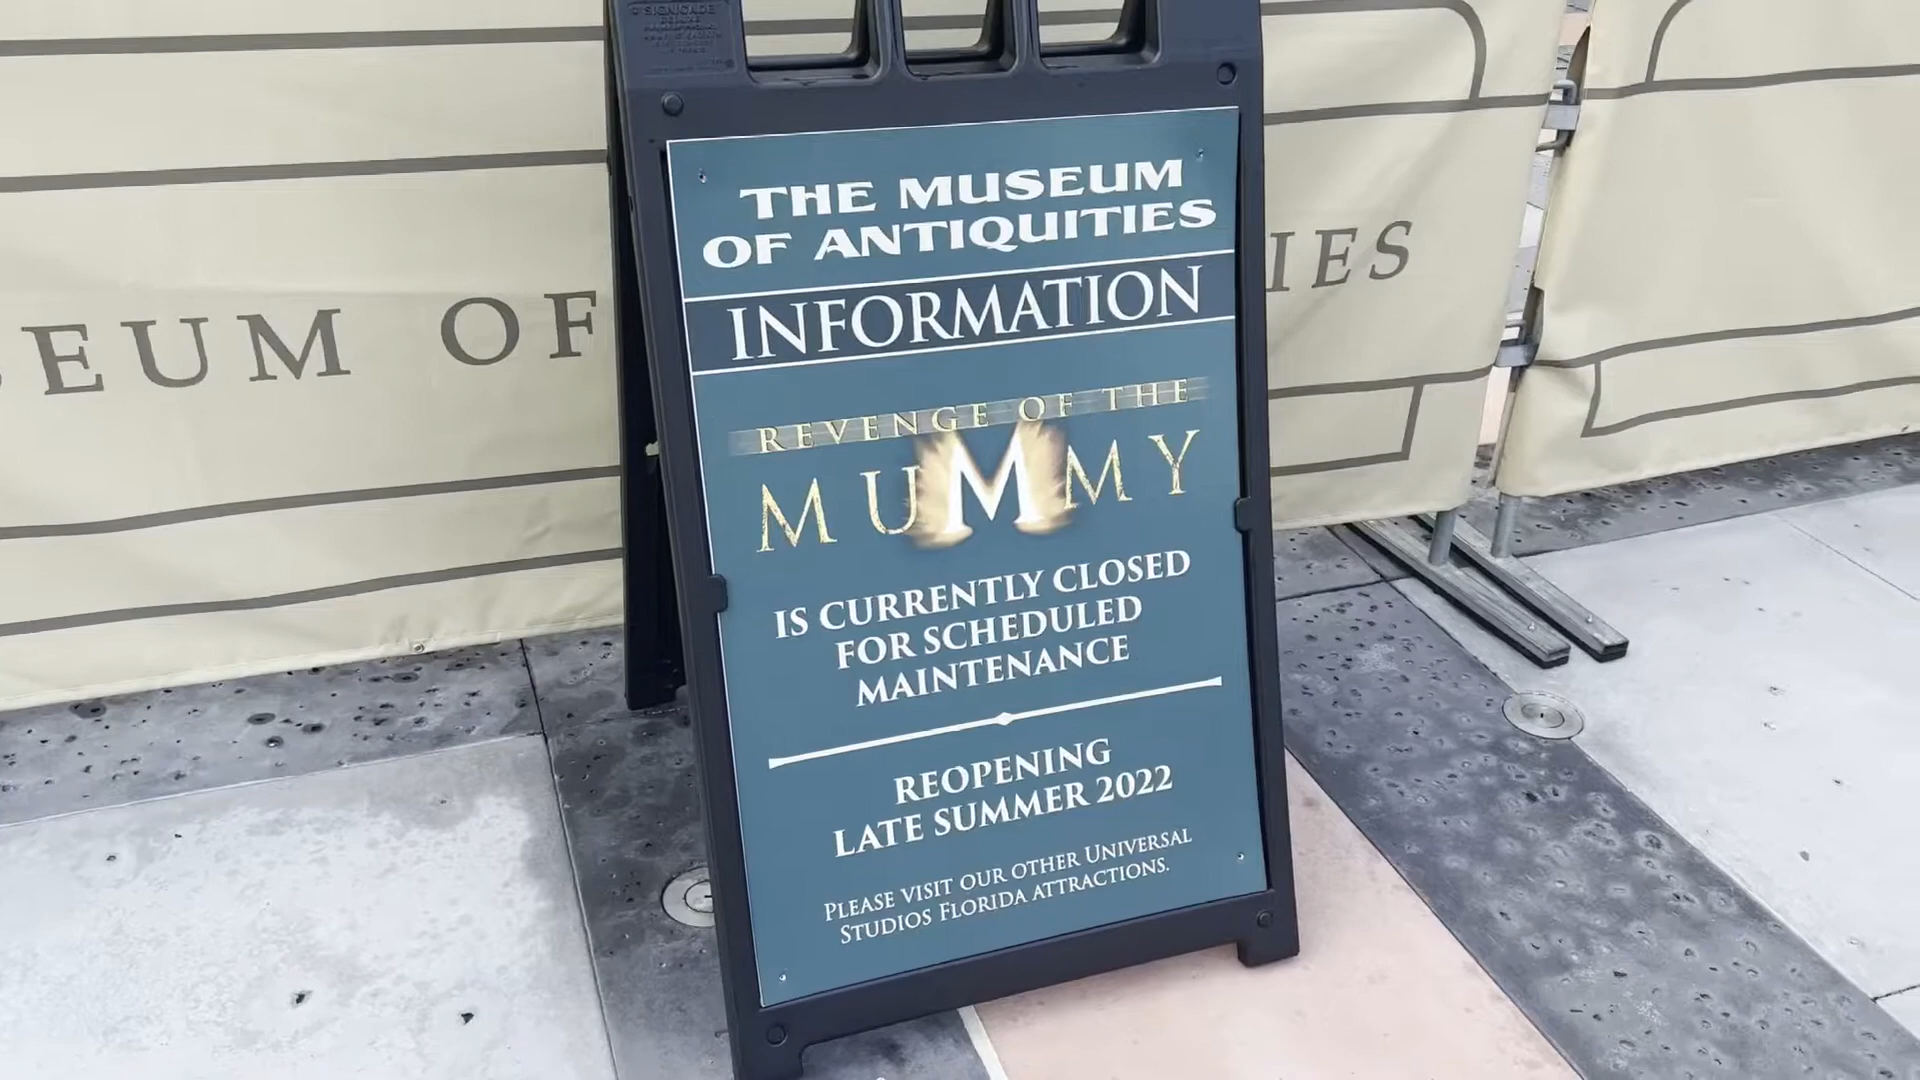 SIGNICADE
THE MUSEUM
OF ANTIQUITIES
INFORMATION
REVENGE OF THE
MUMMY
IS CURRENTLY CLOSED
FOR SCHEDULED
MAINTENANCE
REOPENING
LATE SUMMER 2022
PLEASE VISIT OUR OTHER UNIVERSAL
STUDIOS FLORIDA ATTRACTIONS.
EUM OF
IES